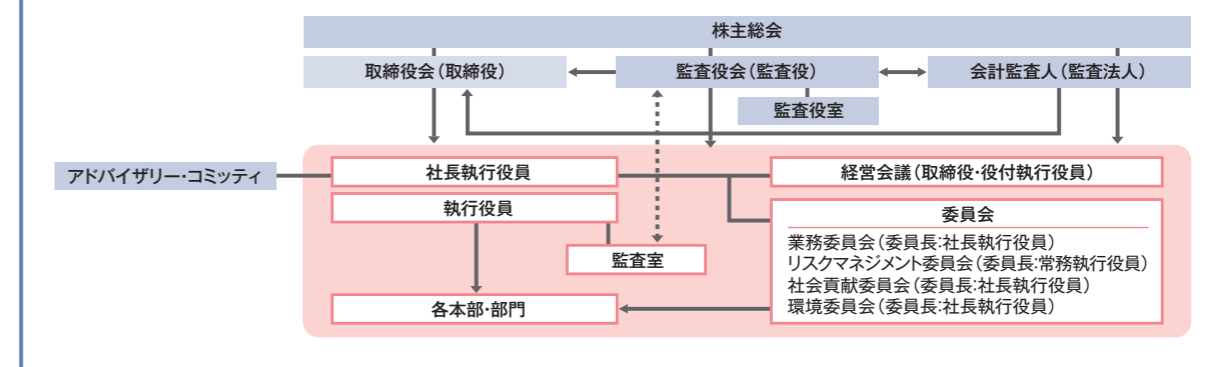 株主総会
取締役会（取締役）
監査役会（監査役）
会計監査人（監査法人）
監査役室
アドバイザリー・コミッティ
社長執行役員
経営会議（取締役・役付執行役員）
執行役員
委員会
業務委員会（委員長：社長執行役員）
リスクマネジメント委員会（委員長：常務執行役員）
社会貢献委員会（委員長：社長執行役員）
環境委員会（委員長：社長執行役員）
監査室
各本部・部門